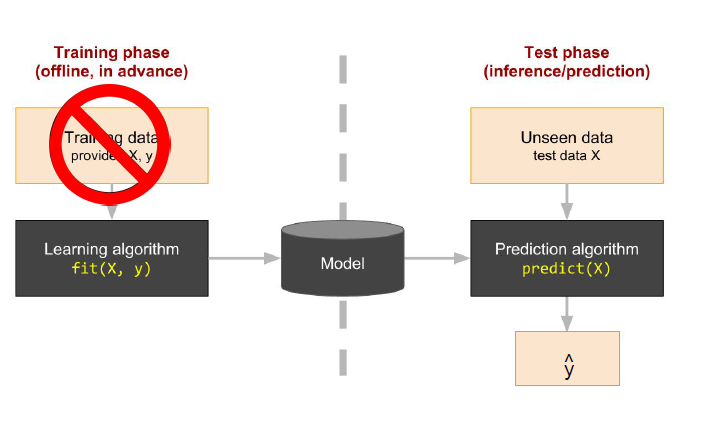 Training phase
(offline, in advance)
Training data
provided X, y
Learning algorithm
fit(X, y)
Model
Test phase
(inference/prediction)
Unseen data
test data X
Prediction algorithm
predict(X)
ŷ